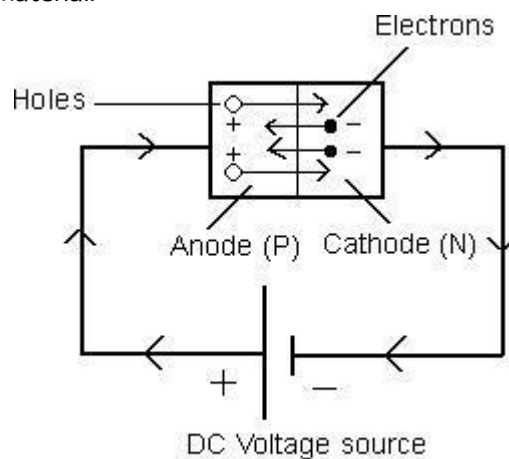 Electrons
Holes
+ −
+ −
Anode (P) Cathode (N)
+ −
DC Voltage source